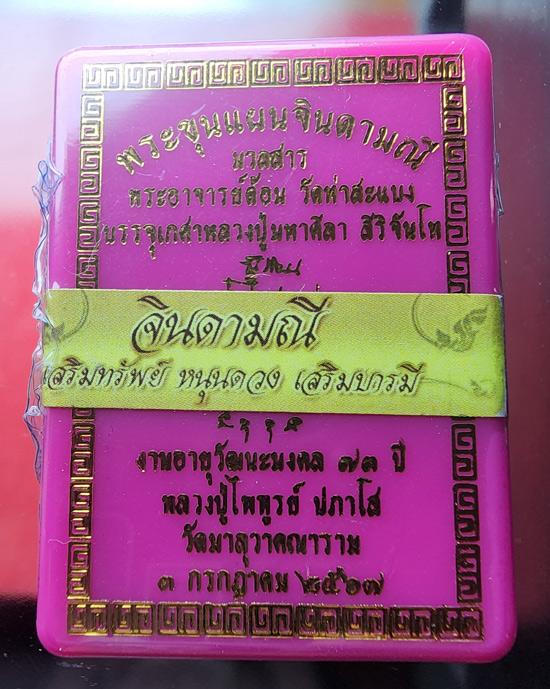 พระขุนแผนจินดามณี
มวลสาร
พระอาจารย์ต้อม วัดท่าสะแบง
บรรจุเกศาหลวงปู่มหาศิลา สิริจันโท
จินดามณี
เสริมทรัพย์ หนุนดวง เสริมบารมี
งานอายุวัฒนะมงคล ๗๓ ปี
หลวงปู่ไพฑูรย์ ปภาโส
วัดมาลุวาคณาราม
๓ กรกฎาคม ๒๕๖๗